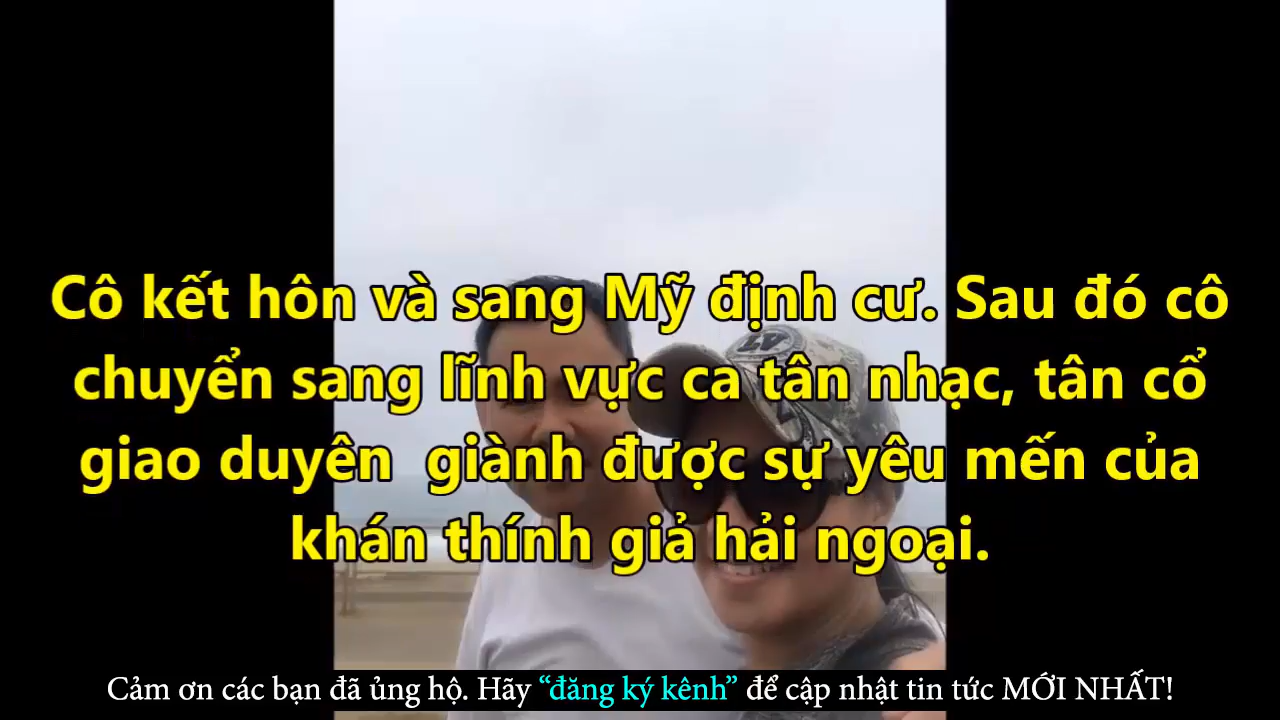 Cô kết hôn và sang Mỹ định cư. Sau đó cô
chuyển sang lĩnh vực ca tân nhạc, tân cổ
giao duyên  giành được sự yêu mến của
khán thính giả hải ngoại.
LV
Cảm ơn các bạn đã ủng hộ. Hãy “đăng ký kênh” để cập nhật tin tức MỚI NHẤT!